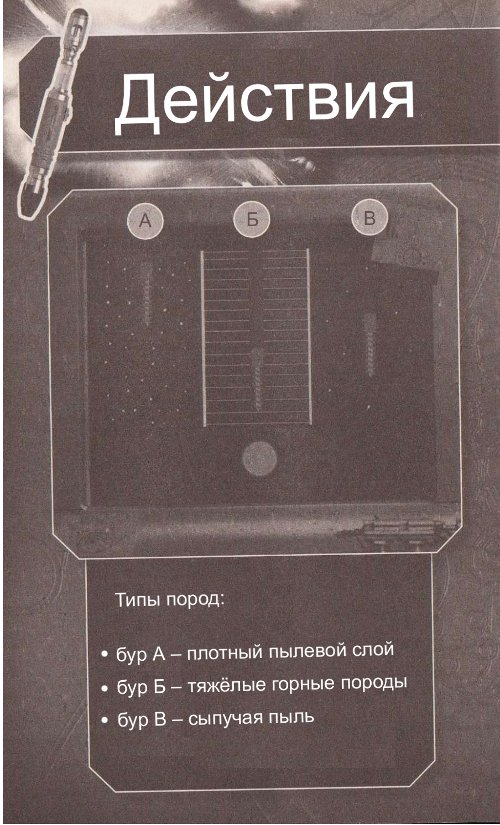 Действия
А Б В
Типы пород:
• бур А – плотный пылевой слой
• бур Б – тяжёлые горные породы
• бур В – сыпучая пыль